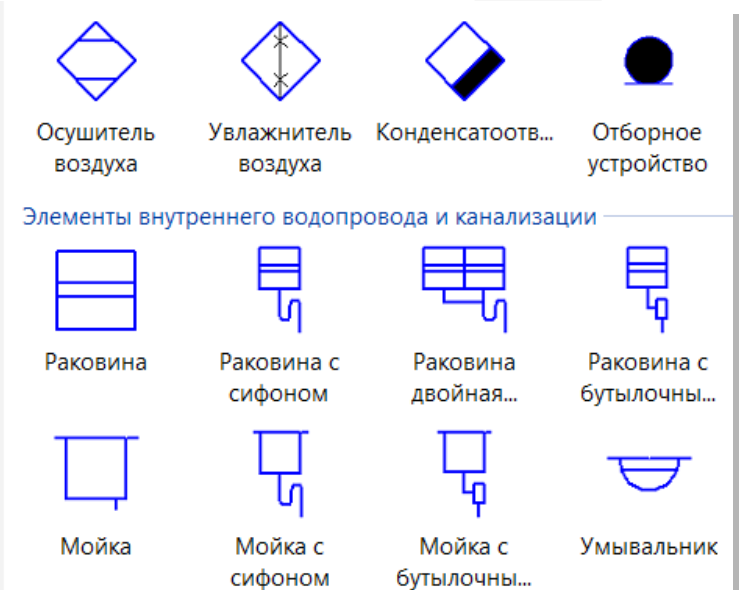 Осушитель Увлажнитель Конденсатоотв... Отборное
воздуха воздуха устройство
Элементы внутреннего водопровода и канализации
Раковина Раковина с Раковина Раковина с
сифоном двойная... бутылочны...
Мойка Мойка с Мойка с Умывальник
сифоном бутылочны...